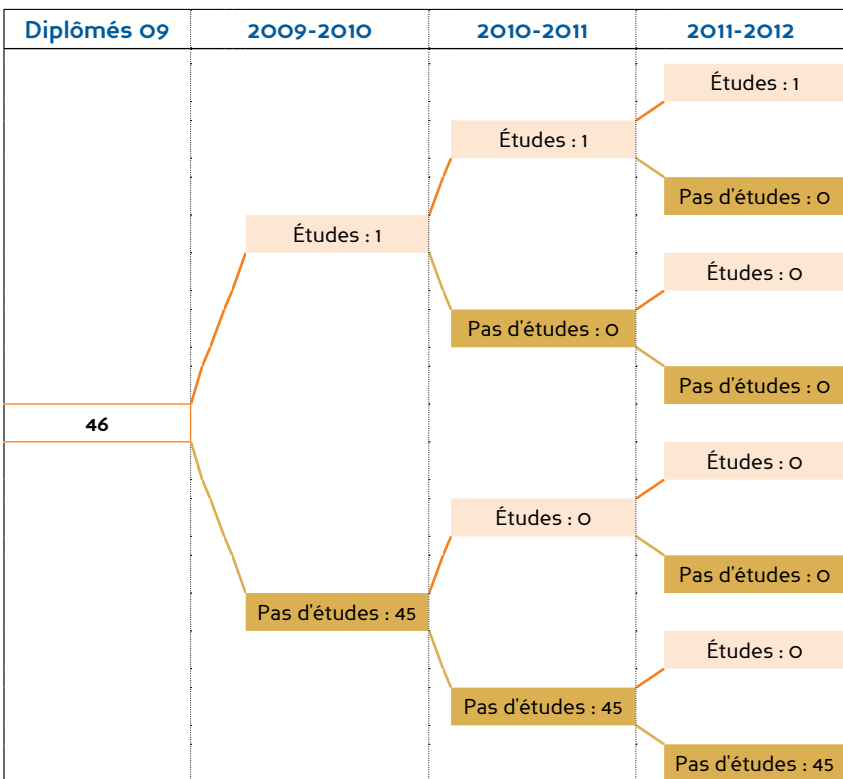 Diplômés 09 2009-2010 2010-2011 2011-2012
Études : 1
Études : 1
Pas d'études : 0
Études : 1
Études : 0
Pas d'études : 0
Pas d'études : 0
46
Études : 0
Études : 0
Pas d'études : 0
Pas d'études : 45
Études : 0
Pas d'études : 45
Pas d'études : 45